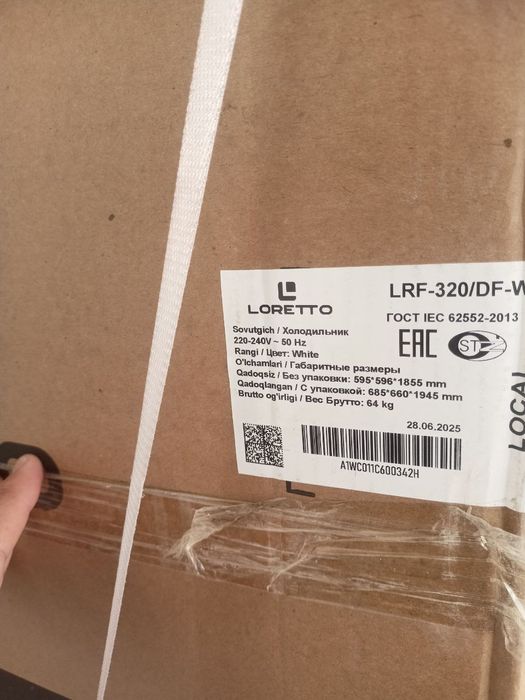 LORETTO
LRF-320/DF-W
ГОСТ IEC 62552-2013
Sovutgich / Холодильник
220-240V ~ 50 Hz
Rangi / Цвет: White
O'lchamlari / Габаритные размеры
Qadoqsiz / Без упаковки: 595*596*1855 mm
Qadoqlangan / С упаковкой: 685*660*1945 mm
Brutto og'irligi / Вес Брутто: 64 kg
EAC
ST
28.06.2025
A1WC011C600342H
LOCAL